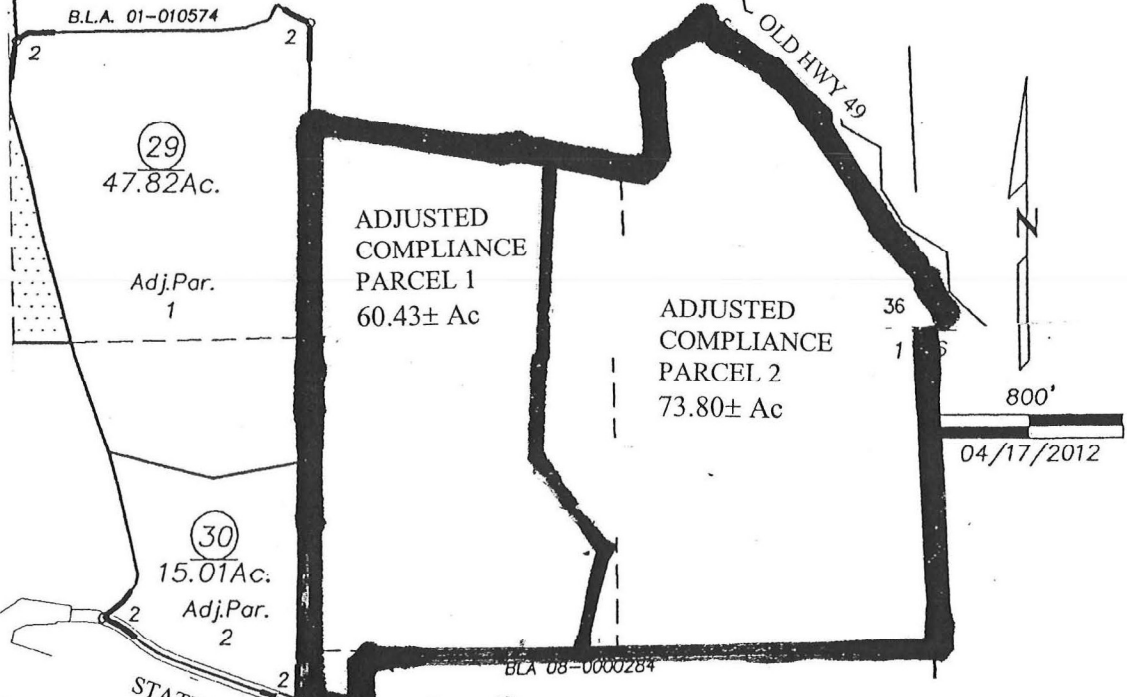 B.L.A. 01-010574
2
2
OLD HWY 49
29
47.82Ac.
Adj.Par.
1
ADJUSTED
COMPLIANCE
PARCEL 1
60.43± Ac
ADJUSTED
COMPLIANCE
PARCEL 2
73.80± Ac
36
1 6
N
800'
04/17/2012
30
15.01Ac.
Adj.Par.
2
2
2
BLA 08-0000284